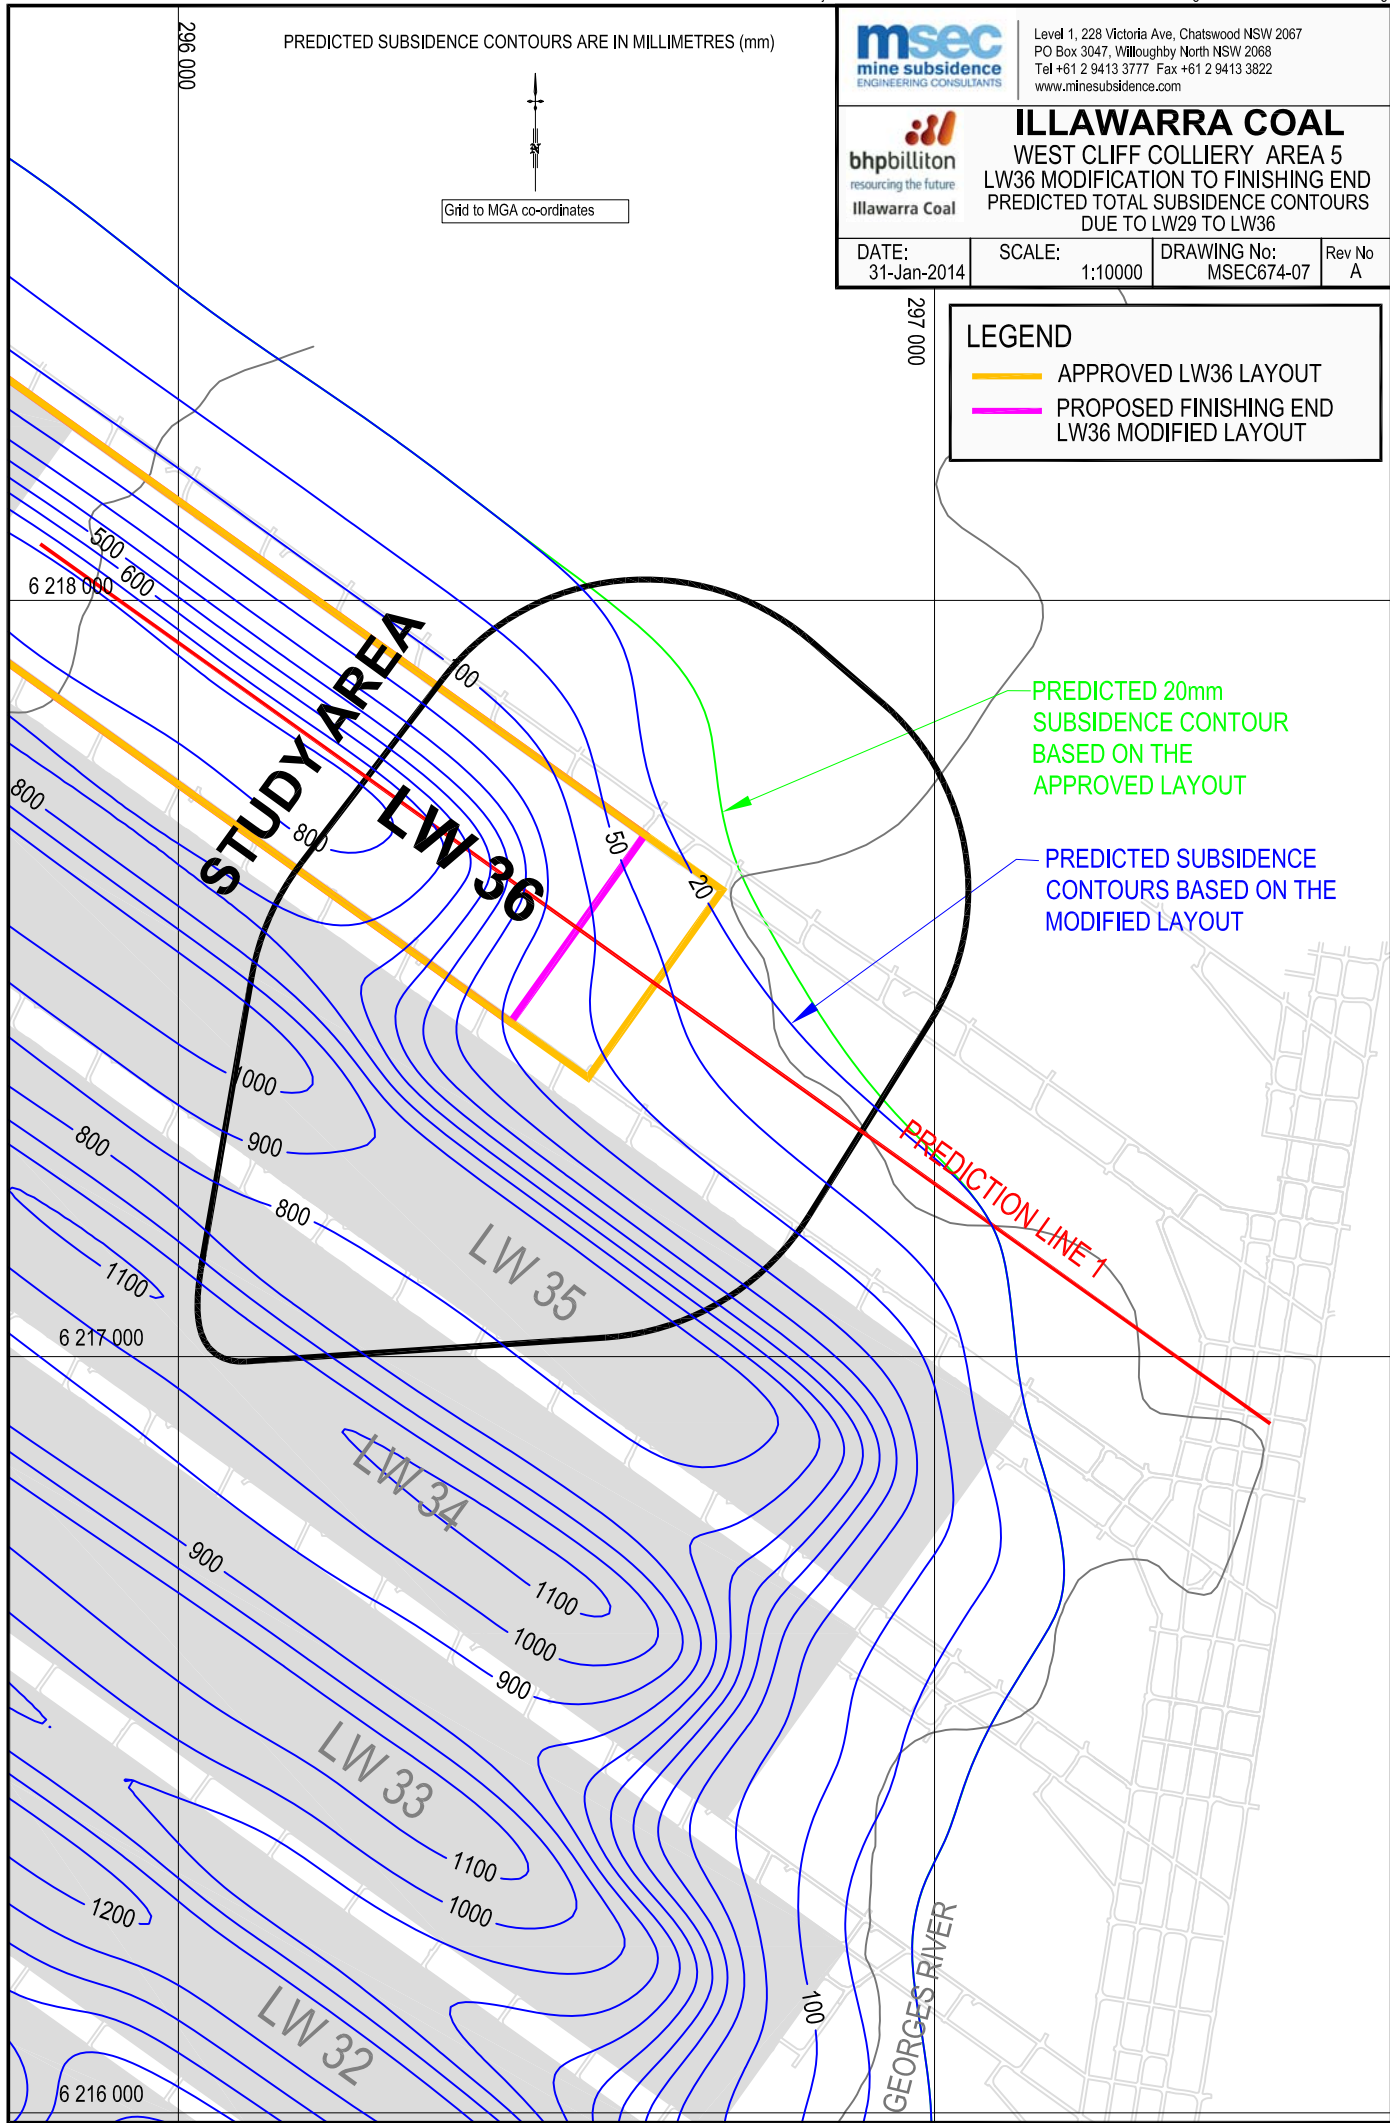 PREDICTED SUBSIDENCE CONTOURS ARE IN MILLIMETRES (mm)
296 000
N
Grid to MGA co-ordinates
msec
mine subsidence
ENGINEERING CONSULTANTS
Level 1, 228 Victoria Ave, Chatswood NSW 2067
PO Box 3047, Willoughby North NSW 2068
Tel +61 2 9413 3777 Fax +61 2 9413 3822
www.minesubsidence.com
bhpbilliton
resourcing the future
Illawarra Coal
ILLAWARRA COAL
WEST CLIFF COLLIERY AREA 5
LW36 MODIFICATION TO FINISHING END
PREDICTED TOTAL SUBSIDENCE CONTOURS
DUE TO LW29 TO LW36
DATE:
31-Jan-2014
SCALE:
1:10000
DRAWING No:
MSEC674-07
Rev No
A
297 000
LEGEND
APPROVED LW36 LAYOUT
PROPOSED FINISHING END
LW36 MODIFIED LAYOUT
500
600
6 218 000
STUDY AREA
00
PREDICTED 20mm
SUBSIDENCE CONTOUR
BASED ON THE
APPROVED LAYOUT
800
800
LW 36
50
20
PREDICTED SUBSIDENCE
CONTOURS BASED ON THE
MODIFIED LAYOUT
1000
900
800
800
PREDICTION LINE 1
LW 35
1100
6 217 000
LW 34
900
1100
1000
900
LW 33
1100
1000
1200
100
GEORGES RIVER
LW 32
6 216 000